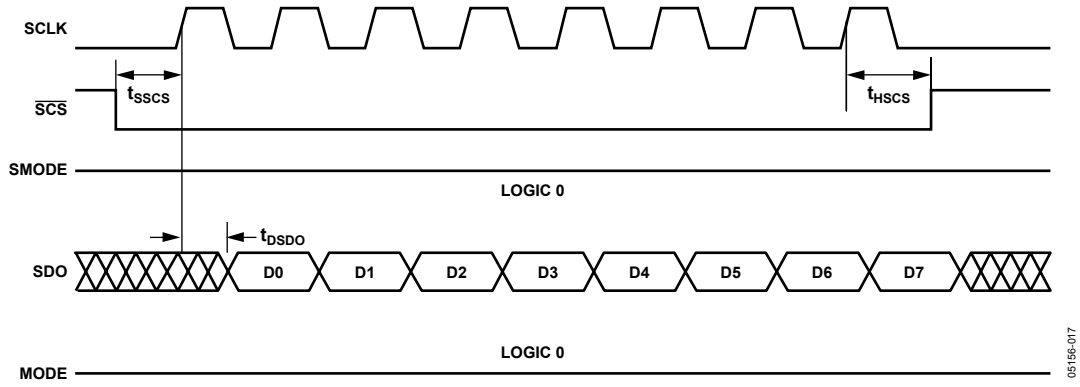 SCLK
tSSCS
tHSCS
SCS
SMODE
LOGIC 0
tDSDO
SDO
D0 D1 D2 D3 D4 D5 D6 D7
LOGIC 0
MODE
05156-017